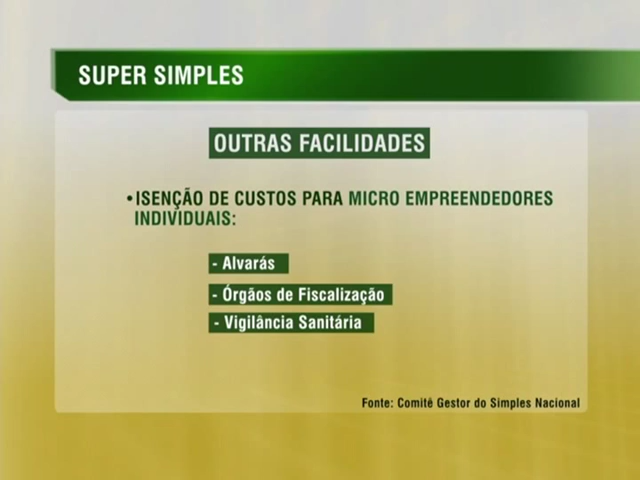 SUPER SIMPLES
OUTRAS FACILIDADES
•ISENÇÃO DE CUSTOS PARA MICRO EMPREENDEDORES
INDIVIDUAIS:
- Alvarás
- Órgãos de Fiscalização
- Vigilância Sanitária
Fonte: Comitê Gestor do Simples Nacional